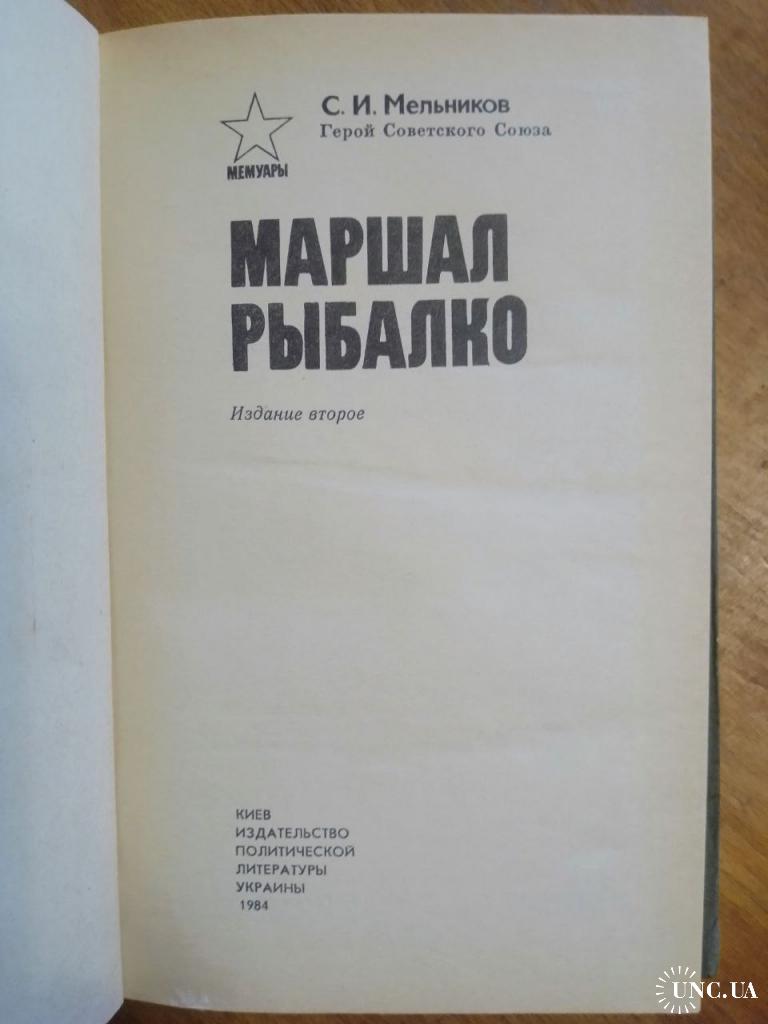 С. И. Мельников
Герой Советского Союза
МЕМУАРЫ
МАРШАЛ
РЫБАЛКО
Издание второе
КИЕВ
ИЗДАТЕЛЬСТВО
ПОЛИТИЧЕСКОЙ
ЛИТЕРАТУРЫ
УКРАИНЫ
1984
UNC.UA